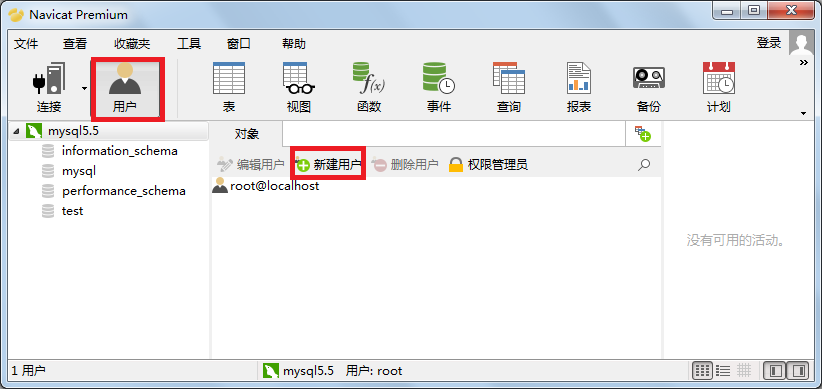 Navicat Premium
文件 查看 收藏夹 工具 窗口 帮助 登录
连接 用户 表 视图 函数 事件 查询 报表 备份 计划
f(x)
mysql5.5
information_schema
mysql
performance_schema
test
对象
编辑用户 新建用户 删除用户 权限管理员
root@localhost
没有可用的活动。
1 用户 mysql5.5 用户: root